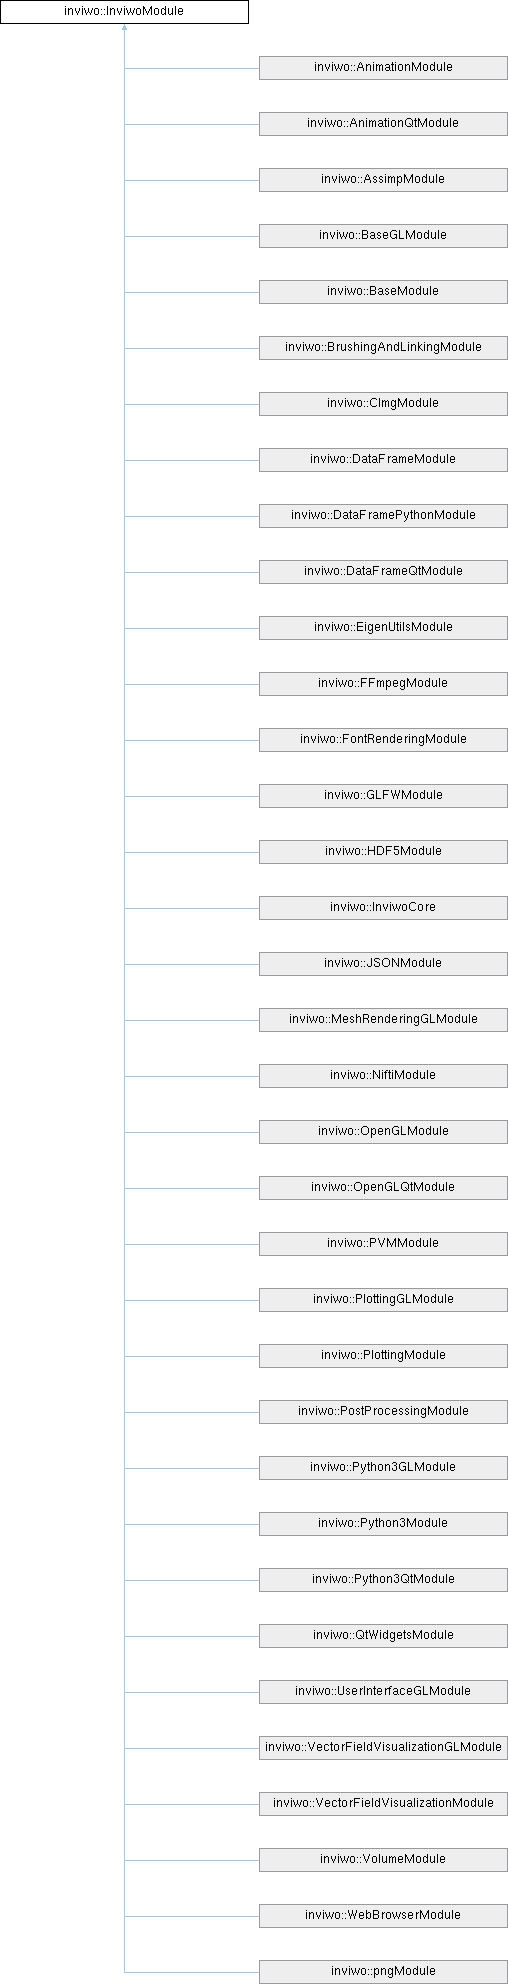 inviwo::InviwoModule
inviwo::AnimationModule
inviwo::AnimationQtModule
inviwo::AssimpModule
inviwo::BaseGLModule
inviwo::BaseModule
inviwo::BrushingAndLinkingModule
inviwo::CImgModule
inviwo::DataFrameModule
inviwo::DataFramePythonModule
inviwo::DataFrameQtModule
inviwo::EigenUtilsModule
inviwo::FFmpegModule
inviwo::FontRenderingModule
inviwo::GLFWModule
inviwo::HDF5Module
inviwo::InviwoCore
inviwo::JSONModule
inviwo::MeshRenderingGLModule
inviwo::NiftiModule
inviwo::OpenGLModule
inviwo::OpenGLQtModule
inviwo::PVMModule
inviwo::PlottingGLModule
inviwo::PlottingModule
inviwo::PostProcessingModule
inviwo::Python3GLModule
inviwo::Python3Module
inviwo::Python3QtModule
inviwo::QtWidgetsModule
inviwo::UserInterfaceGLModule
inviwo::VectorFieldVisualizationGLModule
inviwo::VectorFieldVisualizationModule
inviwo::VolumeModule
inviwo::WebBrowserModule
inviwo::pngModule